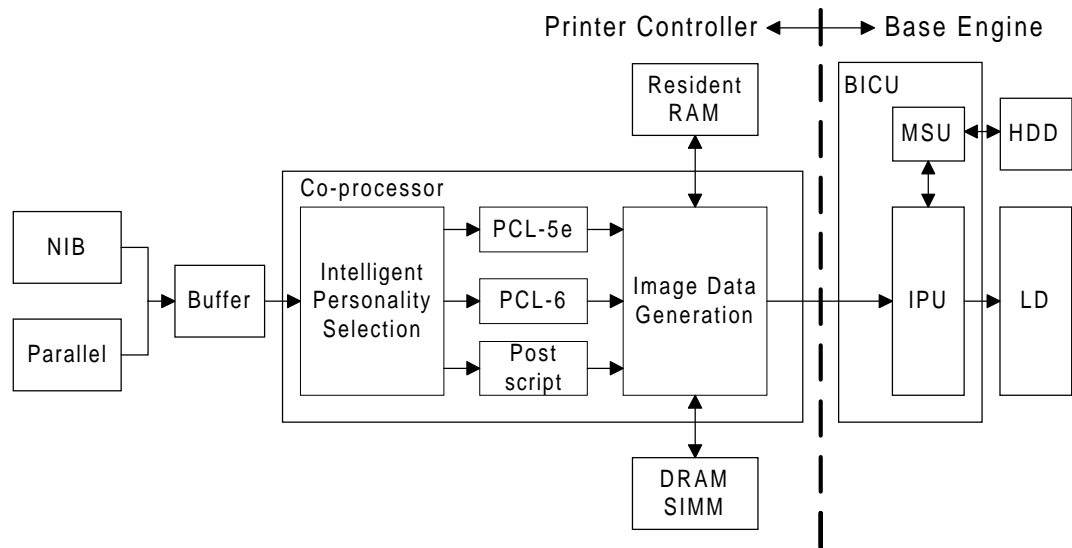 Printer Controller
Base Engine
Resident
RAM
BICU
MSU
HDD
Co-processor
NIB
Parallel
Buffer
Intelligent
Personality
Selection
PCL-5e
PCL-6
Post
script
Image Data
Generation
IPU
LD
DRAM
SIMM